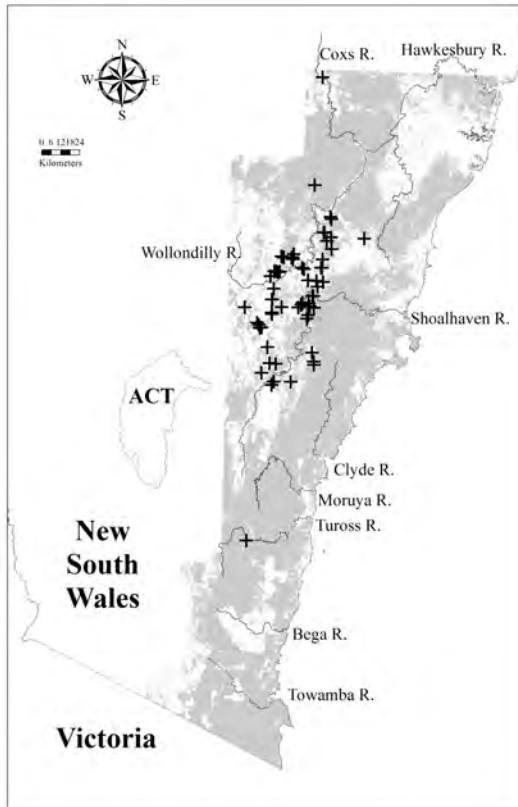 Coxs R.
Hawkesbury R.
N
W E
S
Kilometers
Wollondilly R.
Shoalhaven R.
ACT
Clyde R.
Moruya R.
Tuross R.
New
South
Wales
Bega R.
Towamba R.
Victoria